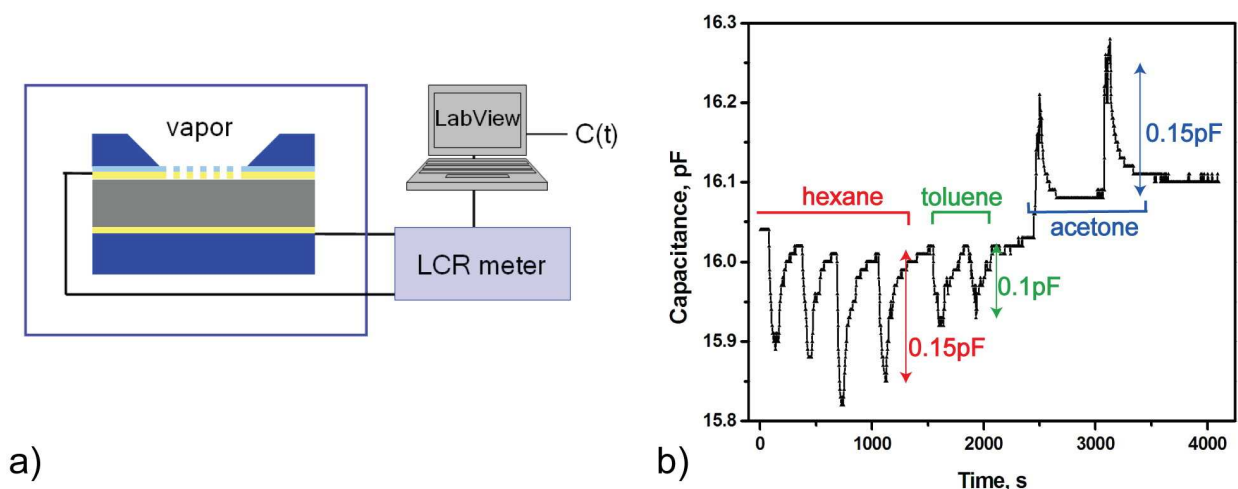 vapor
LabView
C(t)
LCR meter
a)
Capacitance, pF
16.3
16.2
16.1
16.0
15.9
15.8
hexane
toluene
acetone
0.15pF
0.1pF
0.15pF
0
1000
2000
3000
4000
Time, s
b)